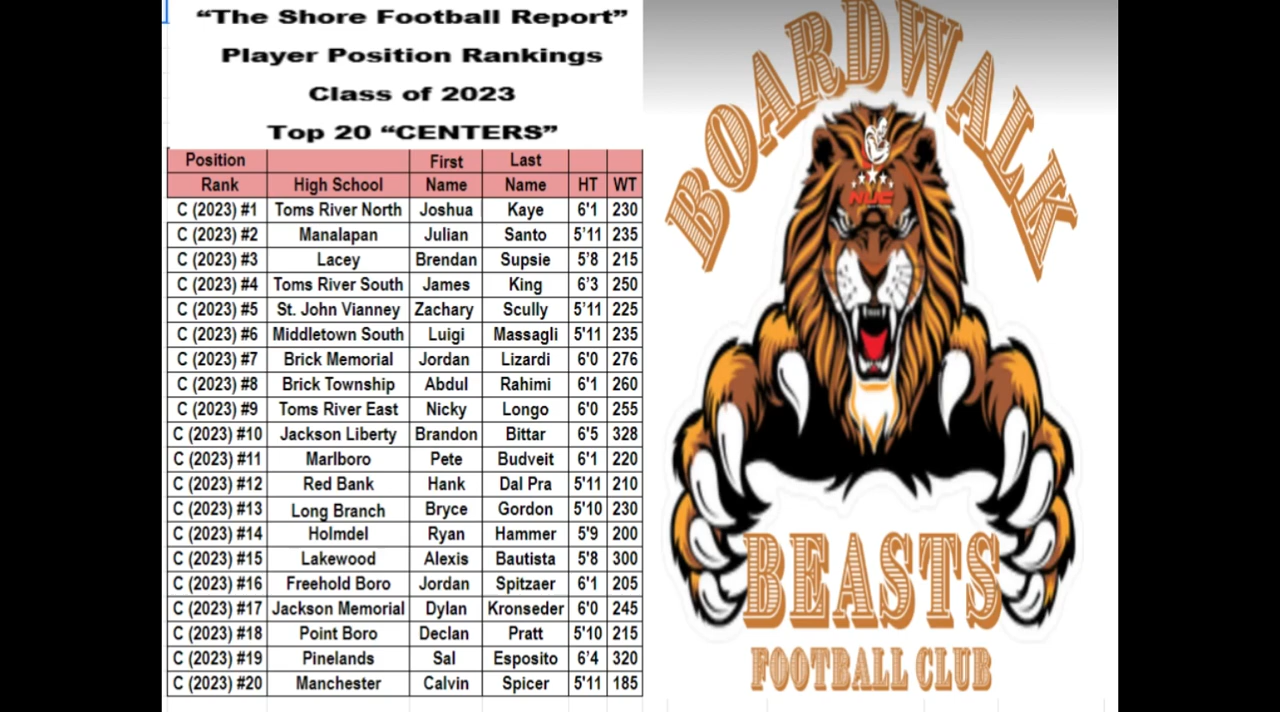 “The Shore Football Report”
Player Position Rankings
Class of 2023
Top 20 “CENTERS”
Position Rank High School First Name Last Name HT WT
C (2023) #1 Toms River North Joshua Kaye 6'1 230
C (2023) #2 Manalapan Julian Santo 5’11 235
C (2023) #3 Lacey Brendan Supsie 5’8 215
C (2023) #4 Toms River South James King 6’3 250
C (2023) #5 St. John Vianney Zachary Scully 5’11 225
C (2023) #6 Middletown South Luigi Massagli 5'11 235
C (2023) #7 Brick Memorial Jordan Lizardi 6'0 276
C (2023) #8 Brick Township Abdul Rahimi 6'1 260
C (2023) #9 Toms River East Nicky Longo 6'0 255
C (2023) #10 Jackson Liberty Brandon Bittar 6'5 328
C (2023) #11 Marlboro Pete Budveit 6'1 220
C (2023) #12 Red Bank Hank Dal Pra 5'11 210
C (2023) #13 Long Branch Bryce Gordon 5'10 230
C (2023) #14 Holmdel Ryan Hammer 5'9 200
C (2023) #15 Lakewood Alexis Bautista 5'8 300
C (2023) #16 Freehold Boro Jordan Spitzaer 6'1 205
C (2023) #17 Jackson Memorial Dylan Kronseder 6'0 245
C (2023) #18 Point Boro Declan Pratt 5'10 215
C (2023) #19 Pinelands Sal Esposito 6’4 320
C (2023) #20 Manchester Calvin Spicer 5'11 185
BOARDWALK
NUC
BEASTS
FOOTBALL CLUB